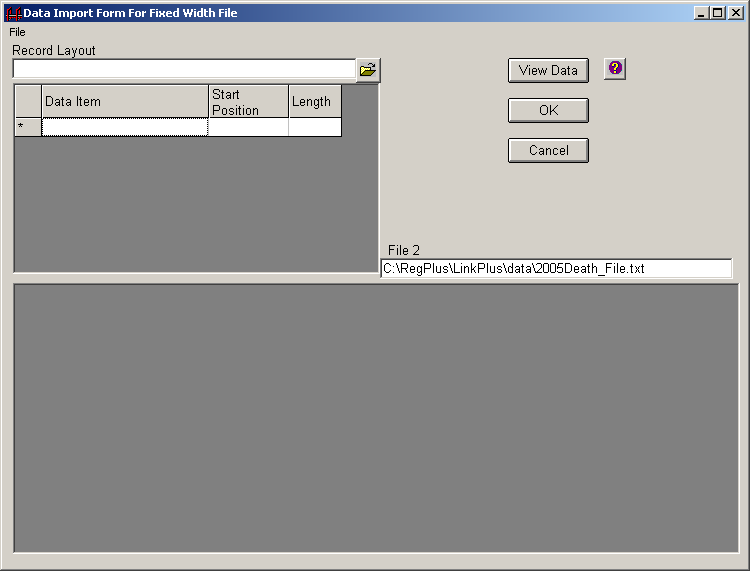 Data Import Form For Fixed Width File
File
Record Layout
View Data
?
Data Item
Start
Position
Length
OK
*
Cancel
File 2
C:\RegPlus\LinkPlus\data\2005Death_File.txt